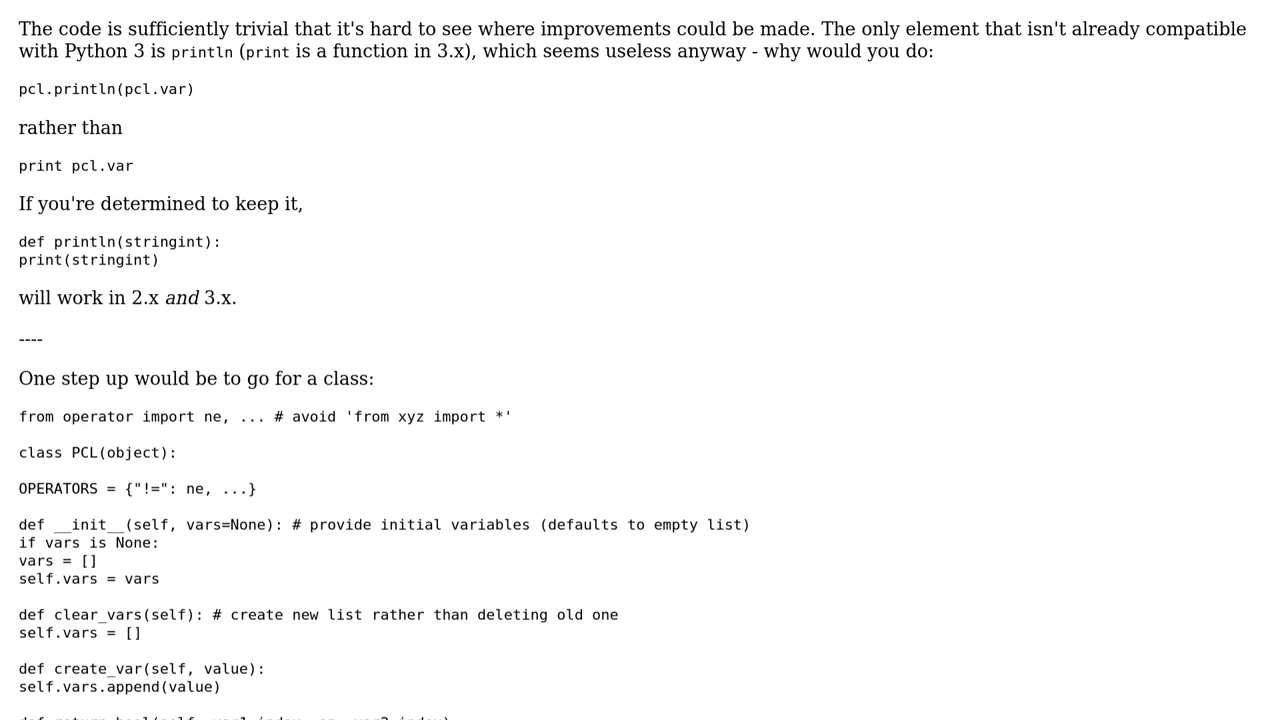 The code is sufficiently trivial that it's hard to see where improvements could be made. The only element that isn't already compatible
with Python 3 is println (print is a function in 3.x), which seems useless anyway - why would you do:
pcl.println(pcl.var)
rather than
print pcl.var
If you're determined to keep it,
def println(stringint):
print(stringint)
will work in 2.x and 3.x.
----
One step up would be to go for a class:
from operator import ne, ... # avoid 'from xyz import *'
class PCL(object):
OPERATORS = {"!=": ne, ...}
def __init__(self, vars=None): # provide initial variables (defaults to empty list)
if vars is None:
vars = []
self.vars = vars
def clear_vars(self): # create new list rather than deleting old one
self.vars = []
def create_var(self, value):
self.vars.append(value)